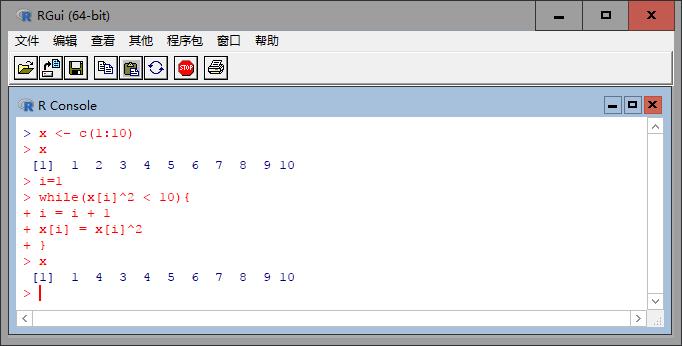 RGui (64-bit)
文件 编辑 查看 其他 程序包 窗口 帮助
STOP
R Console
> x <- c(1:10)
> x
 [1]  1  2  3  4  5  6  7  8  9 10
> i=1
> while(x[i]^2 < 10){
+ i = i + 1
+ x[i] = x[i]^2
+ }
> x
 [1]  1  4  3  4  5  6  7  8  9 10
>